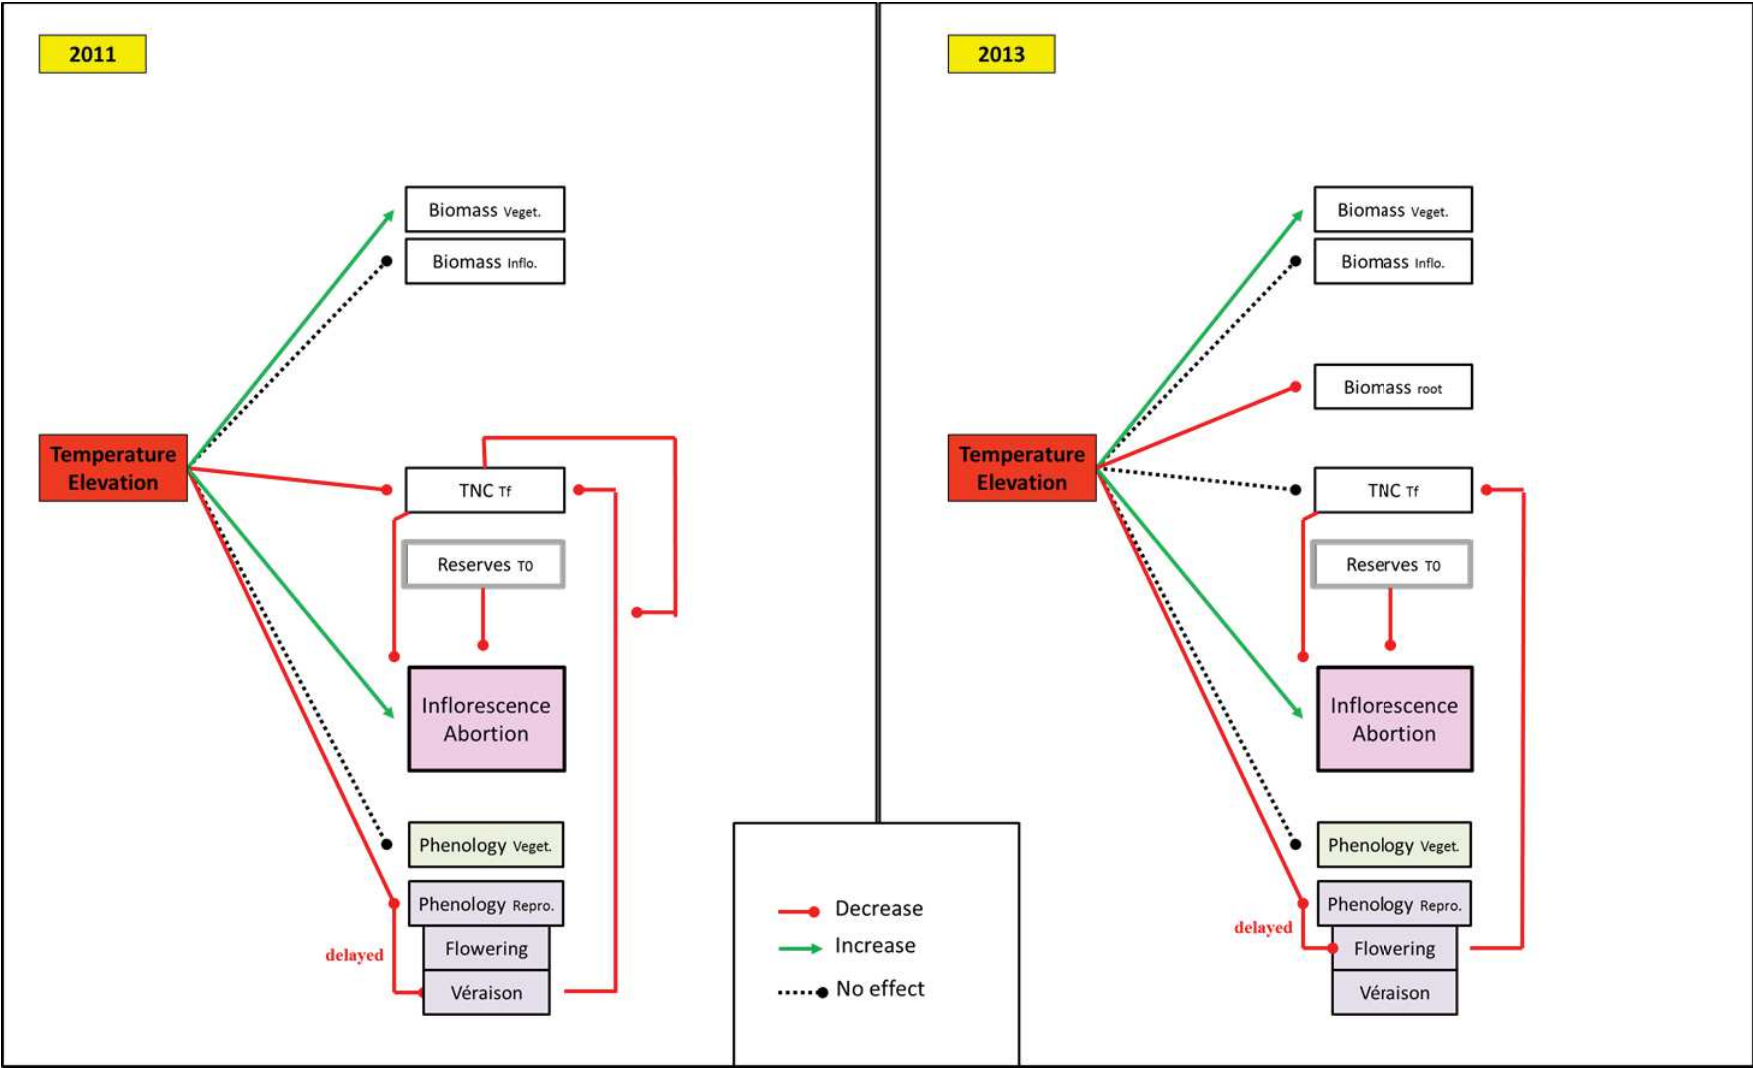 2011
Biomass Veget.
Biomass Inflo.
Temperature
Elevation
TNC Tf
Reserves T0
Inflorescence
Abortion
Phenology Veget.
Phenology Repro.
Flowering
delayed
Véraison
2013
Biomass Veget.
Biomass Inflo.
Biomass root
Temperature
Elevation
TNC Tf
Reserves T0
Inflorescence
Abortion
Phenology Veget.
Phenology Repro.
delayed
Flowering
Véraison
Decrease
Increase
No effect